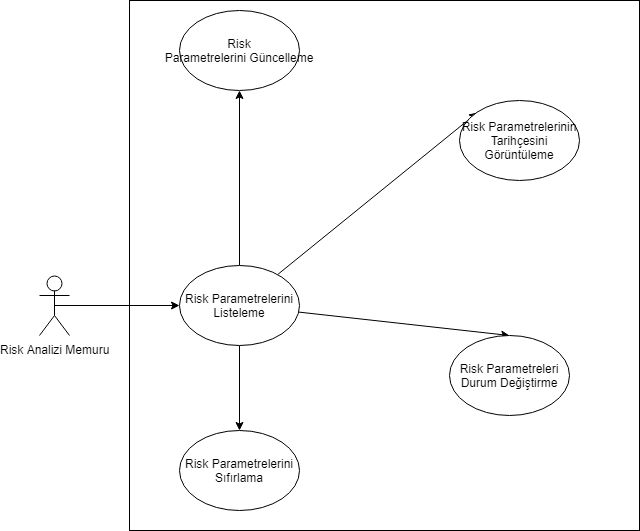 Risk
Parametrelerini Güncelleme
Risk Parametrelerinin
Tarihçesini
Görüntüleme
Risk Parametrelerini
Listeleme
Risk Analizi Memuru
Risk Parametreleri
Durum Değiştirme
Risk Parametrelerini
Sıfırlama